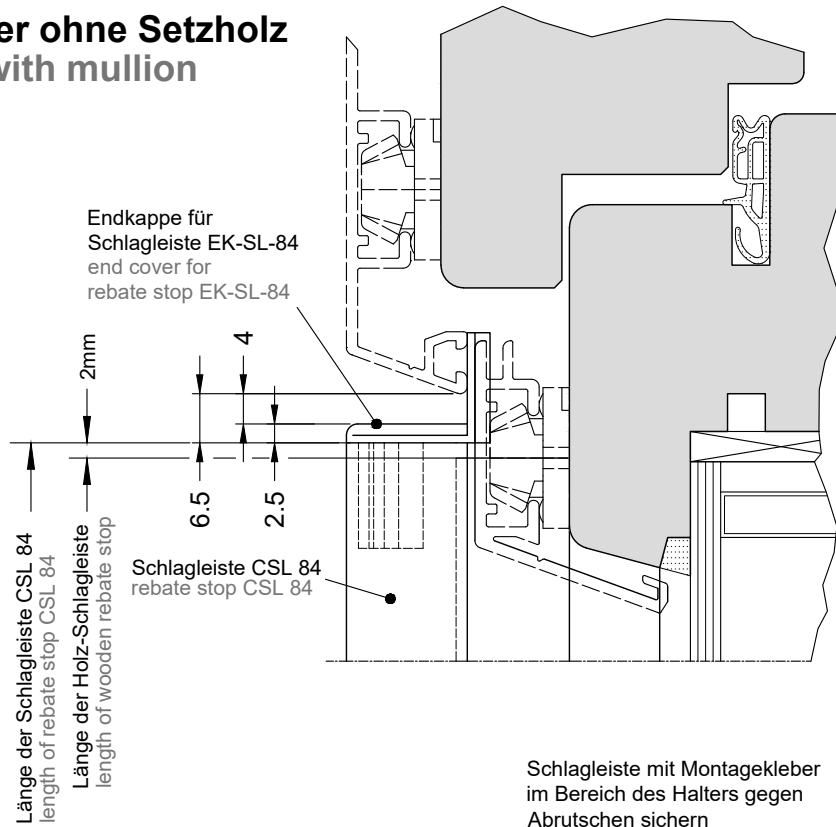 er ohne Setzholz
with mullion
Endkappe für
Schlagleiste EK-SL-84
end cover for
rebate stop EK-SL-84
2mm
4
6.5
2.5
Schlagleiste CSL 84
rebate stop CSL 84
Länge der Schlagleiste CSL 84
length of rebate stop CSL 84
Länge der Holz-Schlagleiste
length of wooden rebate stop
Schlagleiste mit Montagekleber
im Bereich des Halters gegen
Abrutschen sichern